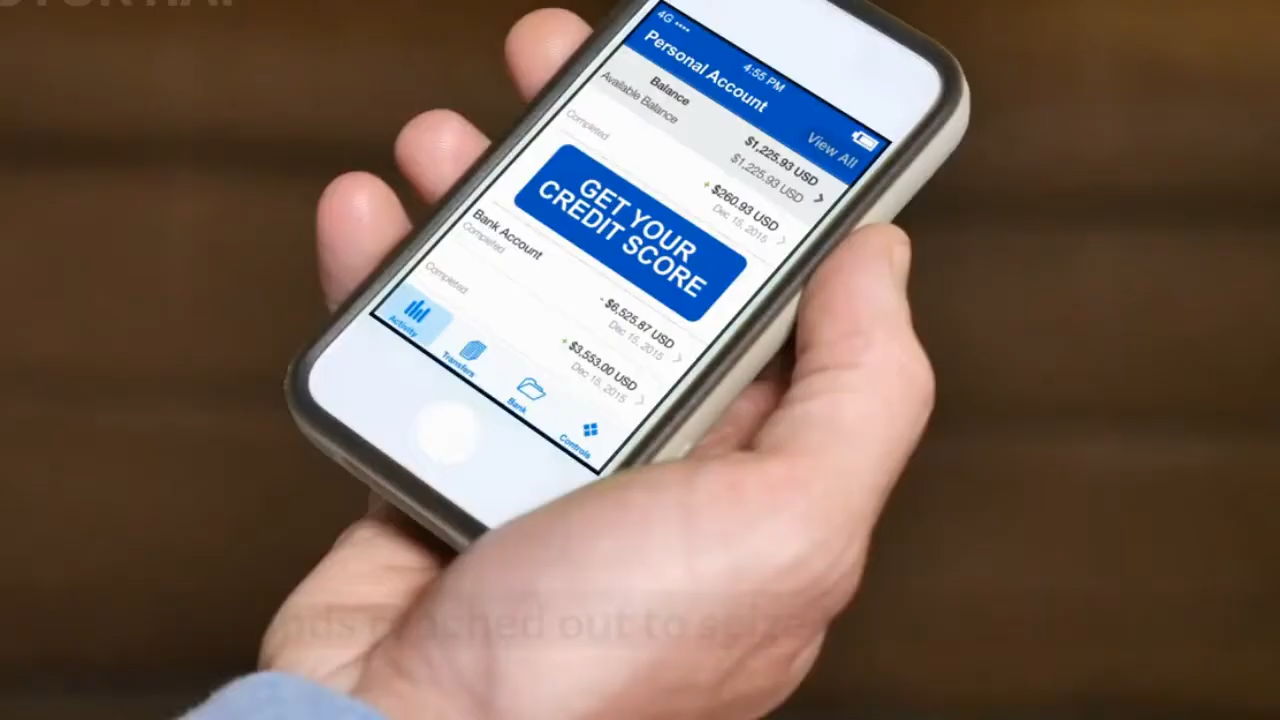 4G
4:55 PM
Personal Account
View All
Balance
$1,225.93 USD
Available Balance
$1,225.93 USD
Completed
+ $260.93 USD
Dec 15, 2015
GET YOUR
CREDIT SCORE
Bank Account
Completed
- $6,525.87 USD
Dec 15, 2015
Completed
+ $3,553.00 USD
Dec 15, 2015
Activity
Transfers
Bank
Controls
out to